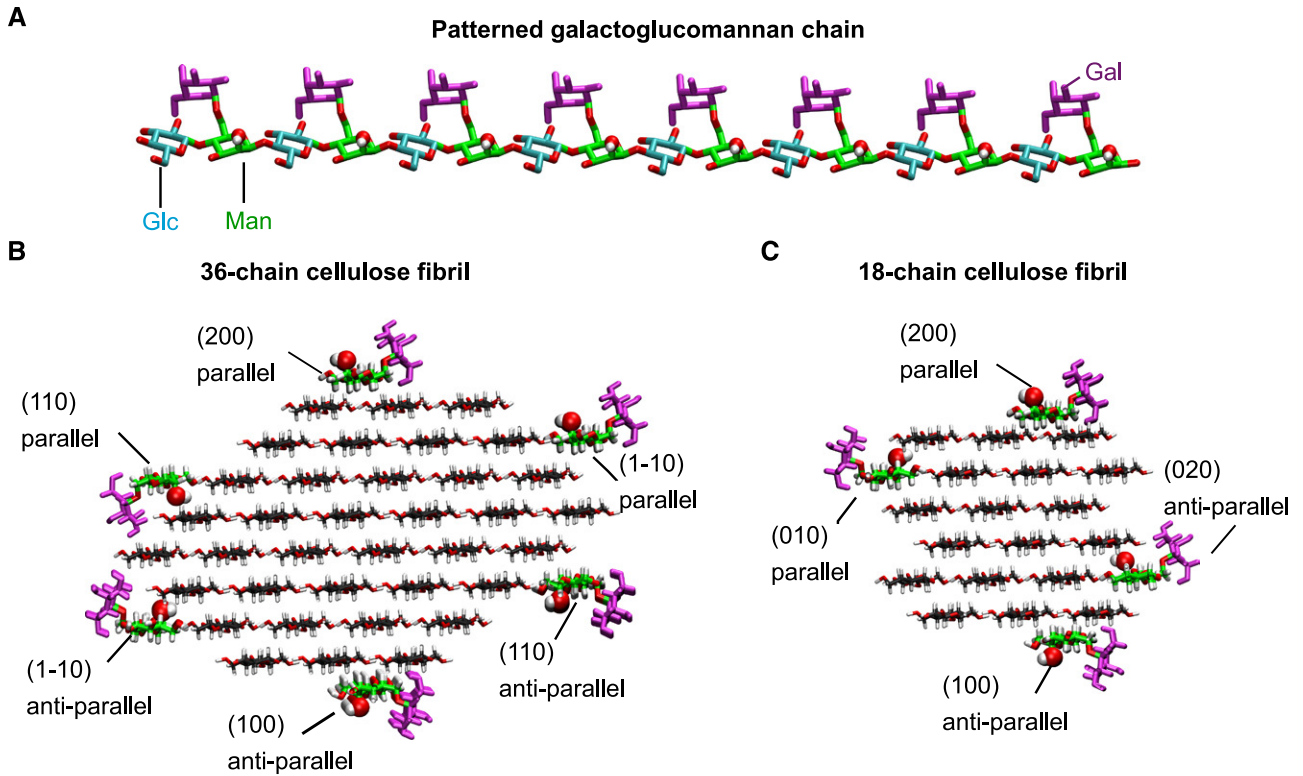 A
Patterned galactoglucomannan chain
Gal
Glc
Man
B
36-chain cellulose fibril
(200)
parallel
(110)
parallel
(1-10)
parallel
(1-10)
anti-parallel
(110)
anti-parallel
(100)
anti-parallel
C
18-chain cellulose fibril
(200)
parallel
(020)
anti-parallel
(010)
parallel
(100)
anti-parallel